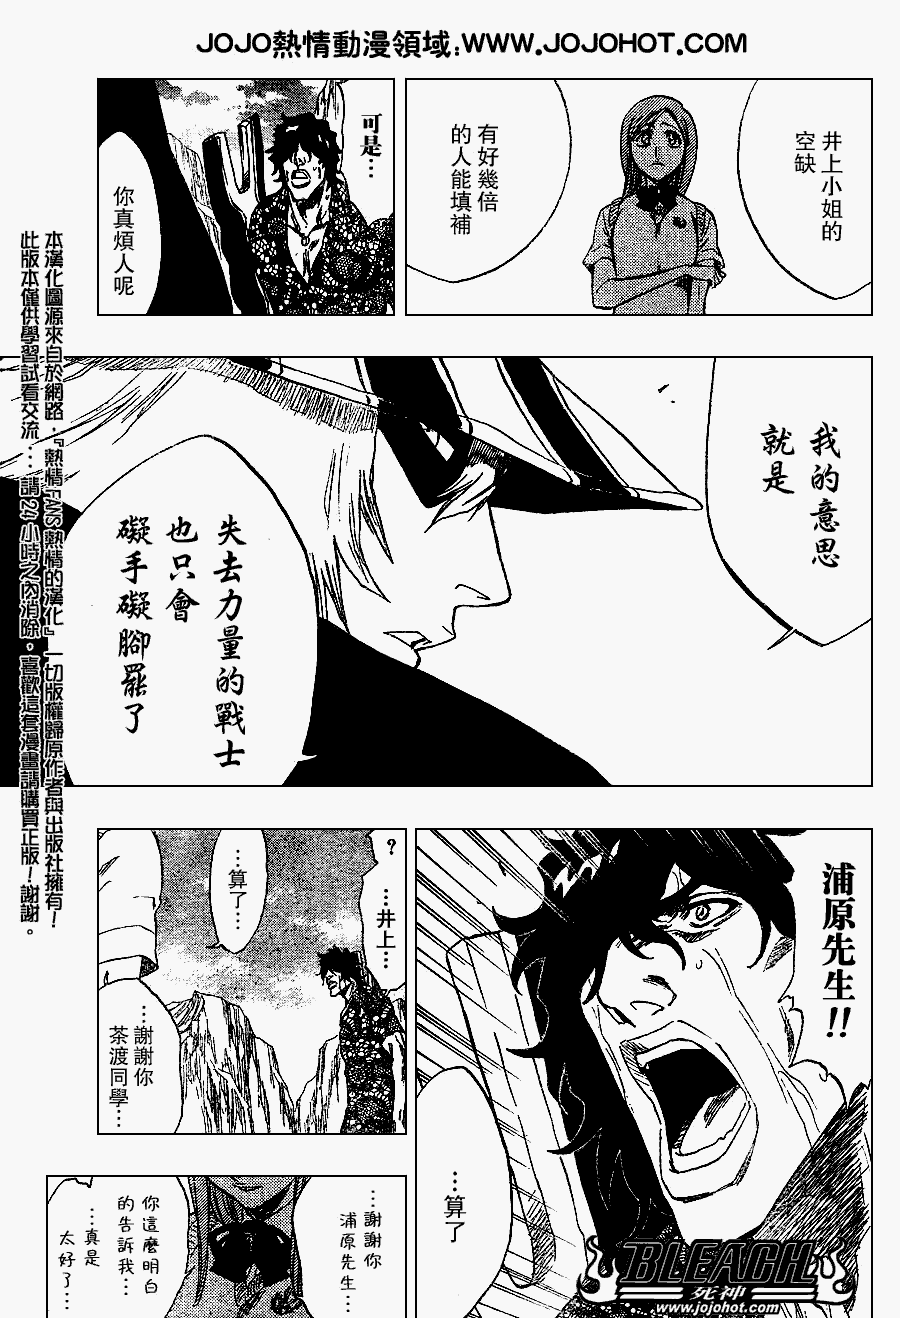 JOJO熱情動漫領域:WWW.JOJOHOT.COM
井上小姐的
空缺
有好幾倍
的人能填補
可是…
你真煩人呢
我的意思
就是
失去力量的戰士
也只會
礙手礙腳罷了
浦原先生!!
…算了
?
…井上…
…算了…
…謝謝你
茶渡同學…
…謝謝你
浦原先生…
你這麼明白
的告訴我…
…真是
太好了…
本漢化圖源來自於網路,『熱情FANS熱情的漢化』一切版權歸原作者與出版社擁有!
此版本僅供學習試看交流...請24小時之內消除。喜歡這套漫畫請購買正版!謝謝。
BLEACH
死神
www.jojohot.com